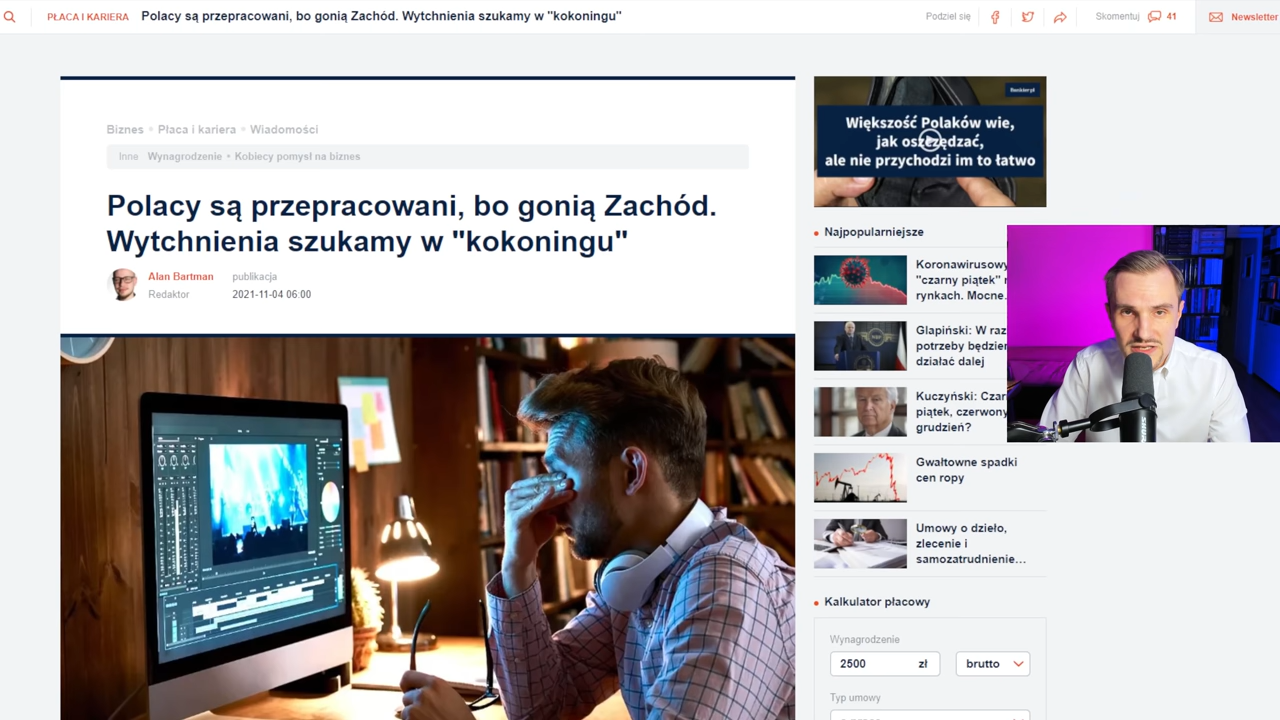 PŁACA I KARIERA
Polacy są przepracowani, bo gonią Zachód. Wytchnienia szukamy w "kokoningu"
Podziel się
Skomentuj
41
Newsletter
Biznes • Płaca i kariera • Wiadomości
Inne Wynagrodzenie • Kobiecy pomysł na biznes
Polacy są przepracowani, bo gonią Zachód.
Wytchnienia szukamy w "kokoningu"
Alan Bartman
publikacja
Redaktor
2021-11-04 06:00
Bankier.pl
Większość Polaków wie,
jak oszczędzać,
ale nie przychodzi im to łatwo
Najpopularniejsze
Koronawirusowy
"czarny piątek"
rynkach. Mocne
Glapiński: W raz
potrzeby będzie
działać dalej
Kuczyński: Czar
piątek, czerwony
grudzień?
Gwałtowne spadki
cen ropy
Umowy o dzieło,
zlecenie i
samozatrudnienie...
Kalkulator płacowy
Wynagrodzenie
2500 zł
brutto
Typ umowy